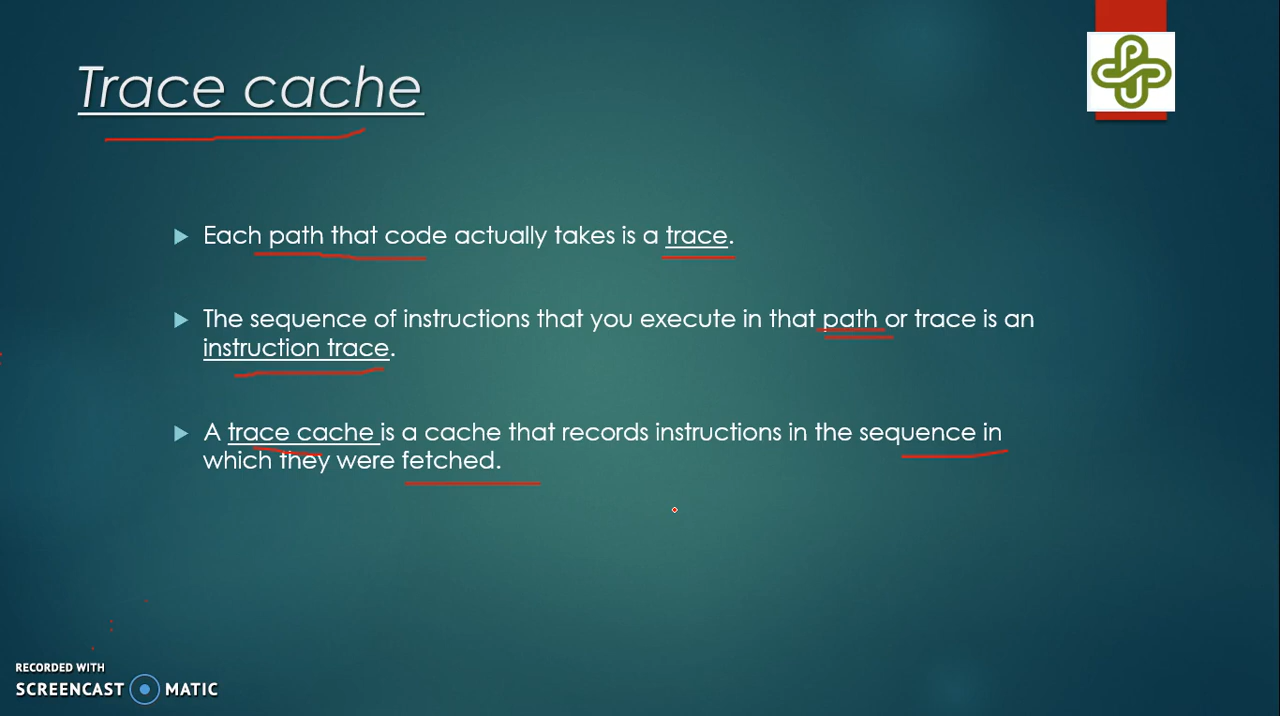 Trace cache
Each path that code actually takes is a trace.
The sequence of instructions that you execute in that path or trace is an
instruction trace.
A trace cache is a cache that records instructions in the sequence in
which they were fetched.
RECORDED WITH
SCREENCAST MATIC